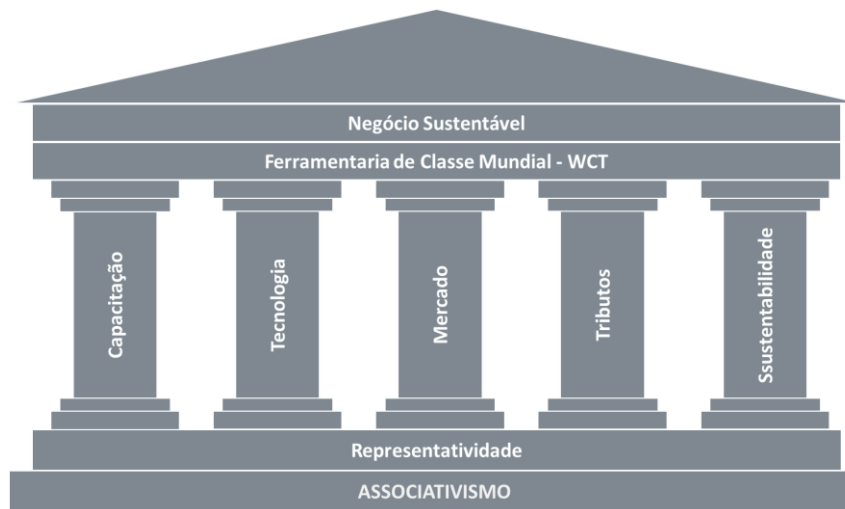 Negócio Sustentável
Ferramentaria de Classe Mundial - WCT
Capacitação
Tecnologia
Mercado
Tributos
Ssustentabilidade
Representatividade
ASSOCIATIVISMO